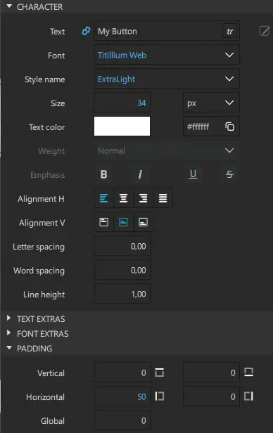 CHARACTER
Text My Button tr
Font Titillium Web
Style name ExtraLight
Size 34 px
Text color #ffffff
Weight Normal
Emphasis B i U S
Alignment H
Alignment V
Letter spacing 0,00
Word spacing 0,00
Line height 1,00
TEXT EXTRAS
FONT EXTRAS
PADDING
Vertical 0 0
Horizontal 50 0
Global 0